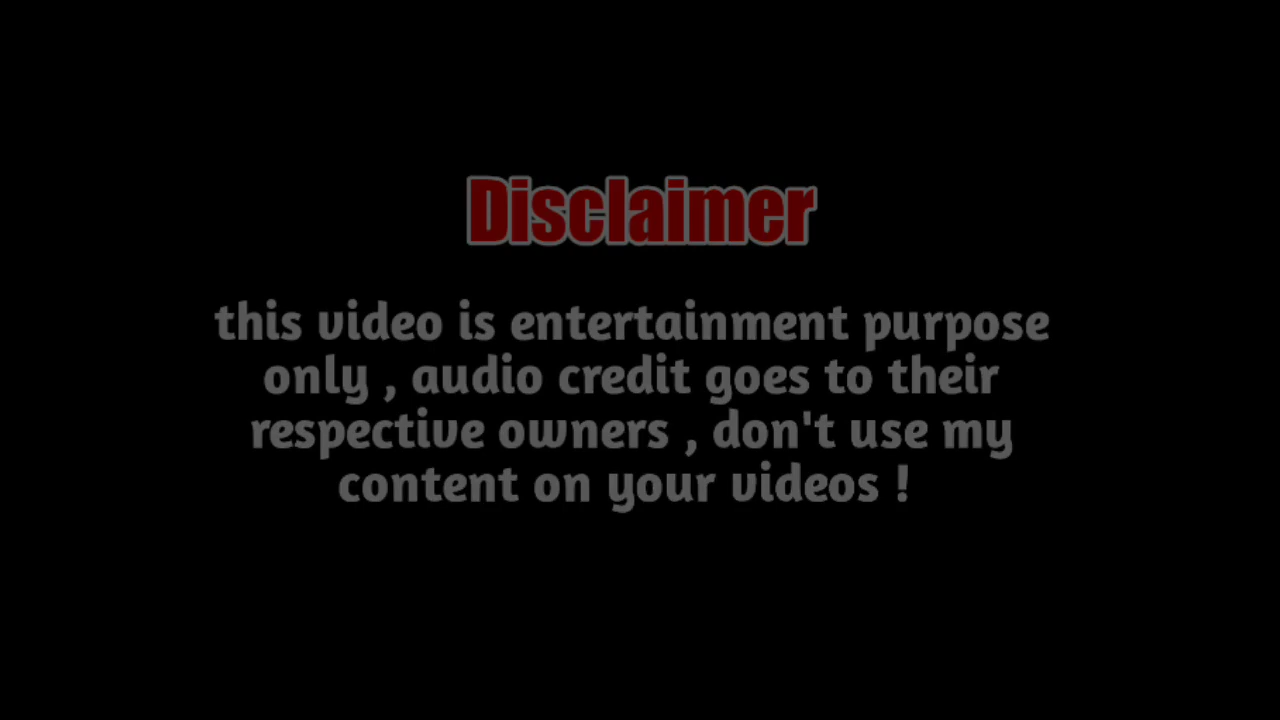 Disclaimer
this video is entertainment purpose
only , audio credit goes to their
respective owners , don't use my
content on your videos !